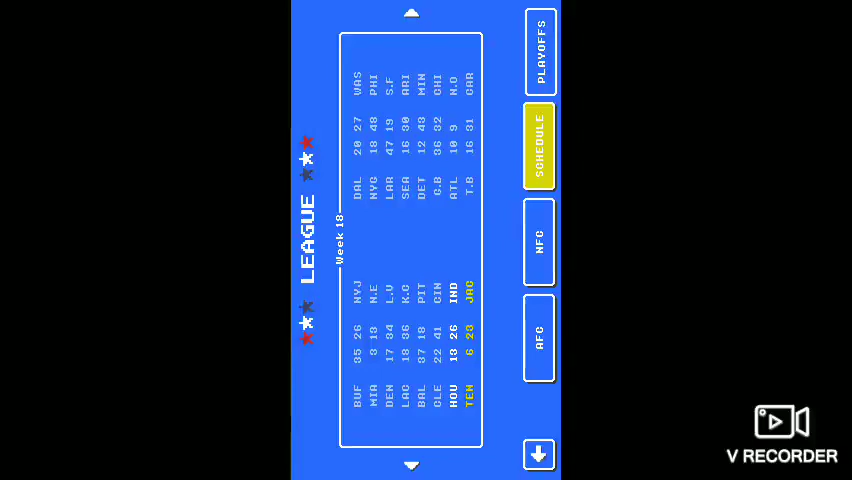 LEAGUE
Week 18
BUF 35 26 NYJ DAL 20 27 WAS
MIA 3 13 N.E NYG 18 48 PHI
DEN 17 34 L.V LAR 47 19 S.F
LAC 18 36 K.C SEA 16 30 ARI
BAL 37 18 PIT DET 12 43 MIN
CLE 22 41 CIN G.B 36 32 CHI
HOU 13 26 IND ATL 10 9 N.O
TEN 6 23 JAC T.B 16 31 CAR
AFC NFC SCHEDULE PLAYOFFS
V RECORDER